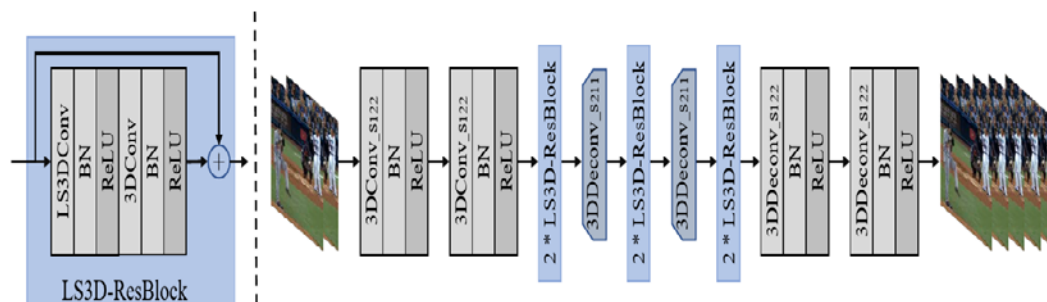 LS3DConv
BN
ReLU
3DConv
BN
ReLU
+
LS3D-ResBlock
3DConv_s122
BN
ReLU
3DConv_s122
BN
ReLU
2 * LS3D-ResBlock
3DDeconv_s211
2 * LS3D-ResBlock
3DDeconv_s211
2 * LS3D-ResBlock
3DDeconv_s122
BN
ReLU
3DDeconv_s122
BN
ReLU